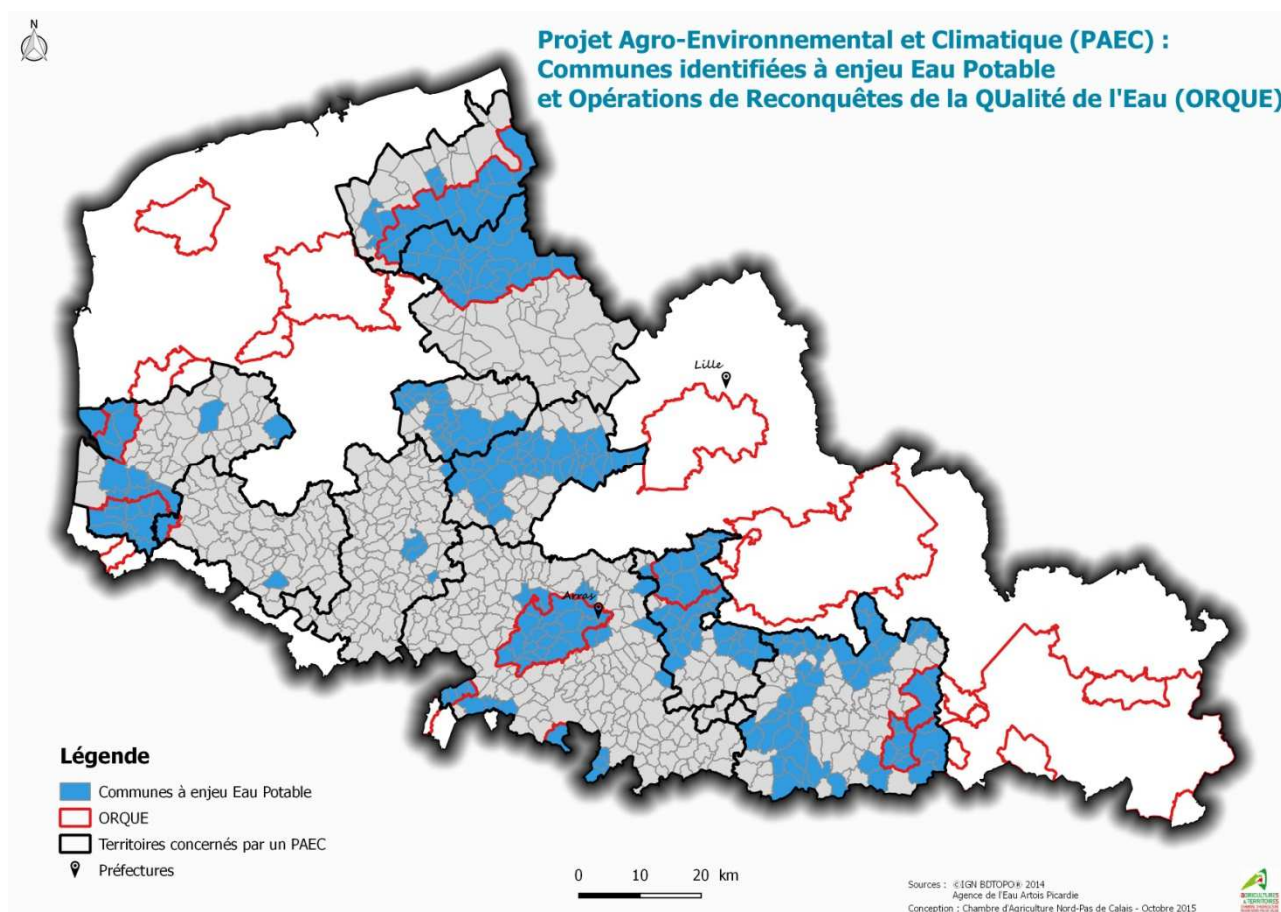 N
Projet Agro-Environnemental et Climatique (PAEC) :
Communes identifiées à enjeu Eau Potable
et Opérations de Reconquêtes de la QUalité de l'Eau (ORQUE)
Lille
Arras
Légende
Communes à enjeu Eau Potable
ORQUE
Territoires concernés par un PAEC
Préfectures
0 10 20 km
Sources : ©IGN BDTOPO® 2014
Agence de l'Eau Artois Picardie
Conception : Chambre d'Agriculture Nord-Pas de Calais - Octobre 2015
AGRICULTURES
& TERRITOIRES